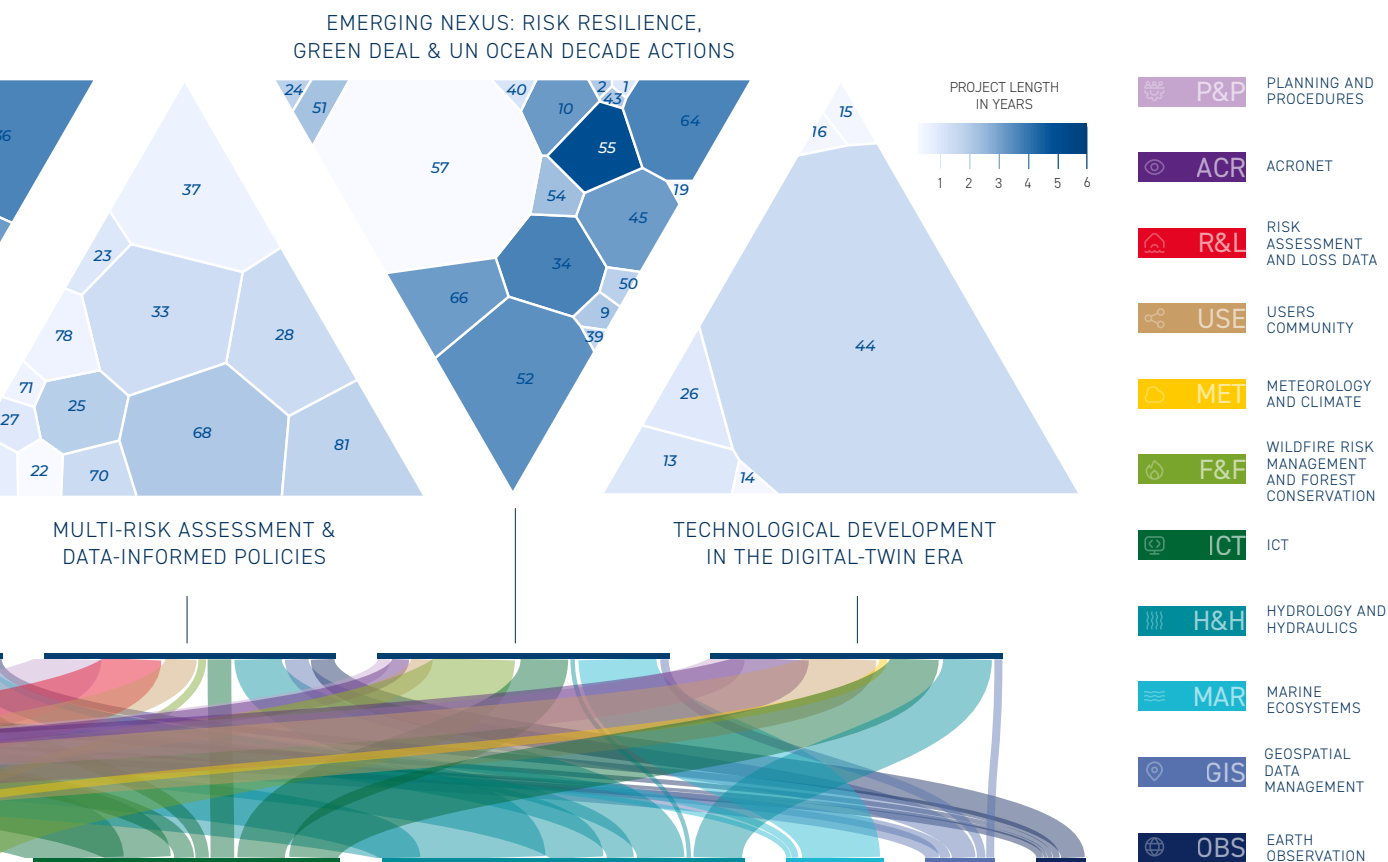 EMERGING NEXUS: RISK RESILIENCE,
GREEN DEAL & UN OCEAN DECADE ACTIONS
24
51
57
40
10
2
1
43
64
55
54
19
45
34
50
66
9
39
52
37
23
33
78
28
71
25
27
68
81
22
70
15
16
44
26
13
14
PROJECT LENGTH
IN YEARS
1 2 3 4 5 6
MULTI-RISK ASSESSMENT &
DATA-INFORMED POLICIES
TECHNOLOGICAL DEVELOPMENT
IN THE DIGITAL-TWIN ERA
P&P
PLANNING AND
PROCEDURES
ACR
ACRONET
R&L
RISK
ASSESSMENT
AND LOSS DATA
USE
USERS
COMMUNITY
MET
METEOROLOGY
AND CLIMATE
F&F
WILDFIRE RISK
MANAGEMENT
AND FOREST
CONSERVATION
ICT
ICT
H&H
HYDROLOGY AND
HYDRAULICS
MAR
MARINE
ECOSYSTEMS
GIS
GEOSPATIAL
DATA
MANAGEMENT
OBS
EARTH
OBSERVATION